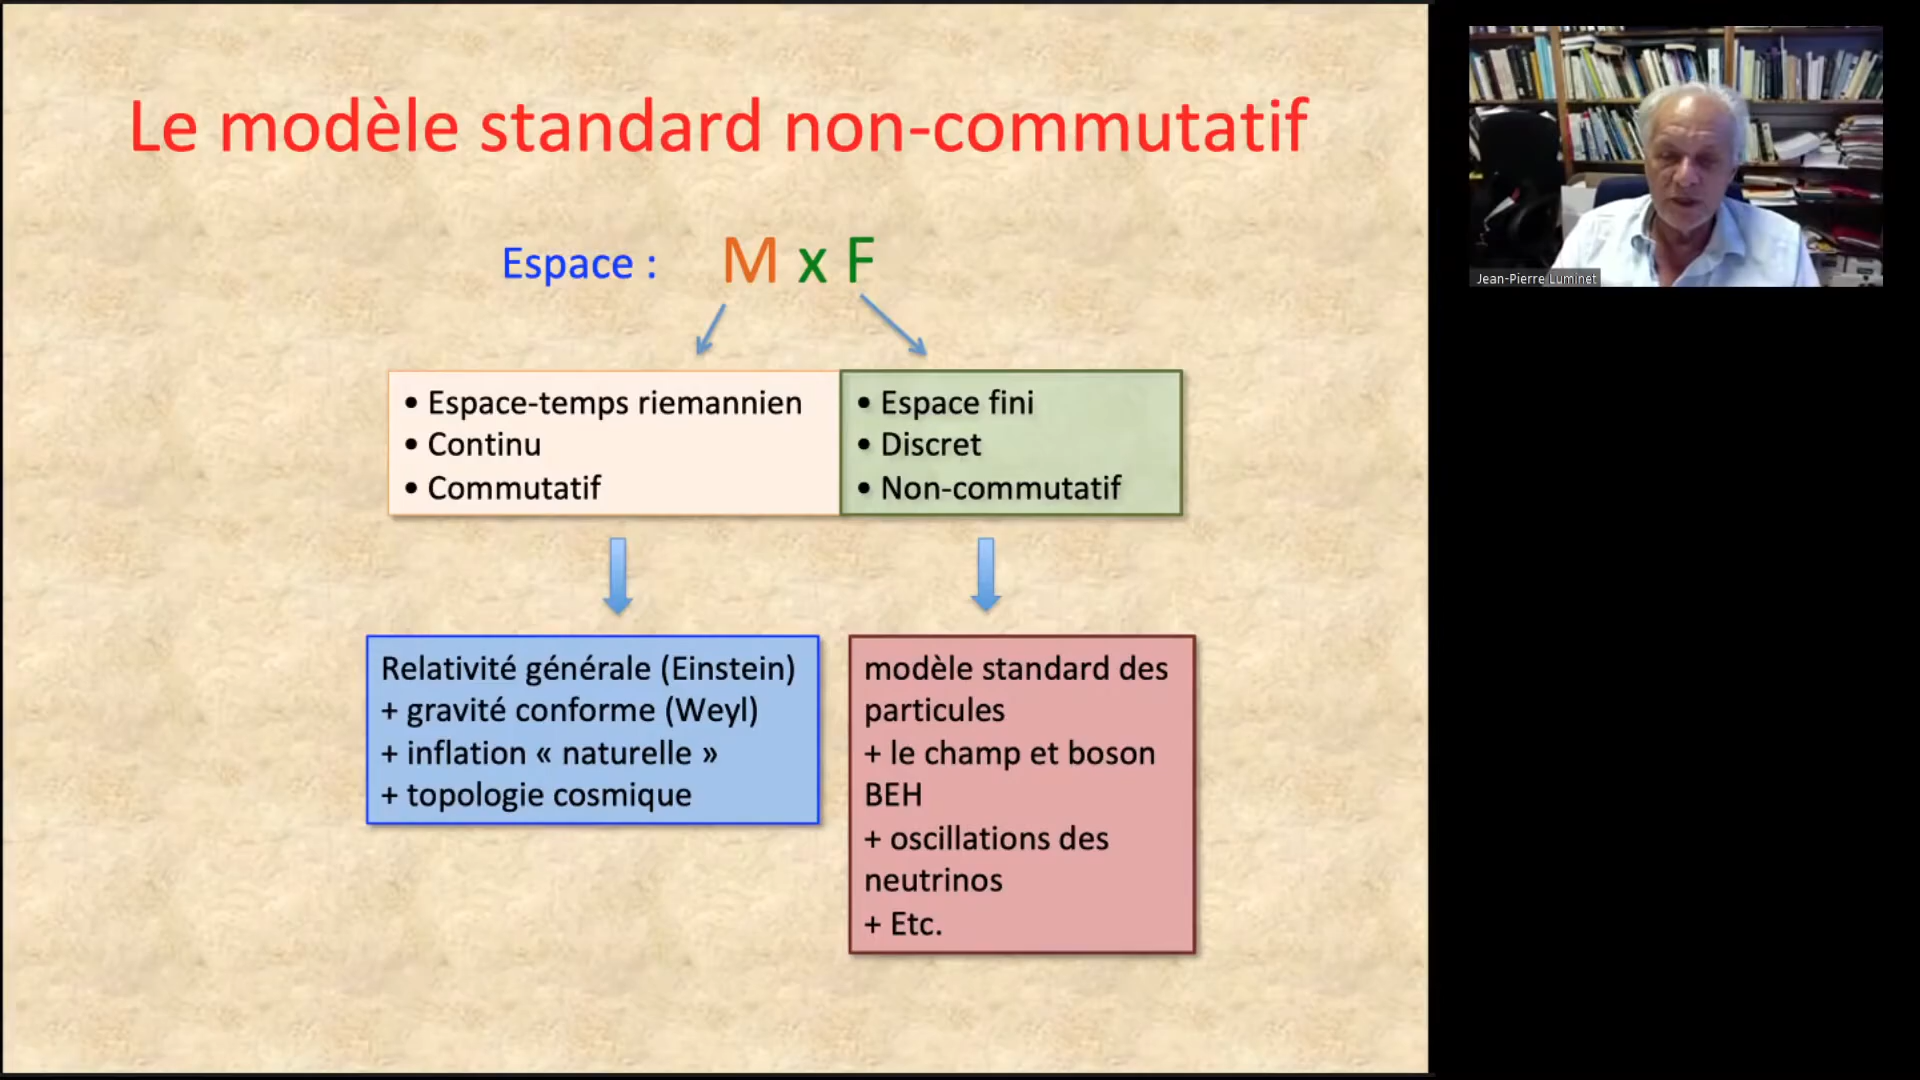 Le modèle standard non-commutatif
Espace : M x F
• Espace-temps riemannien
• Continu
• Commutatif
• Espace fini
• Discret
• Non-commutatif
Relativité générale (Einstein)
+ gravité conforme (Weyl)
+ inflation « naturelle »
+ topologie cosmique
modèle standard des
particules
+ le champ et boson
BEH
+ oscillations des
neutrinos
+ Etc.
Jean-Pierre Luminet